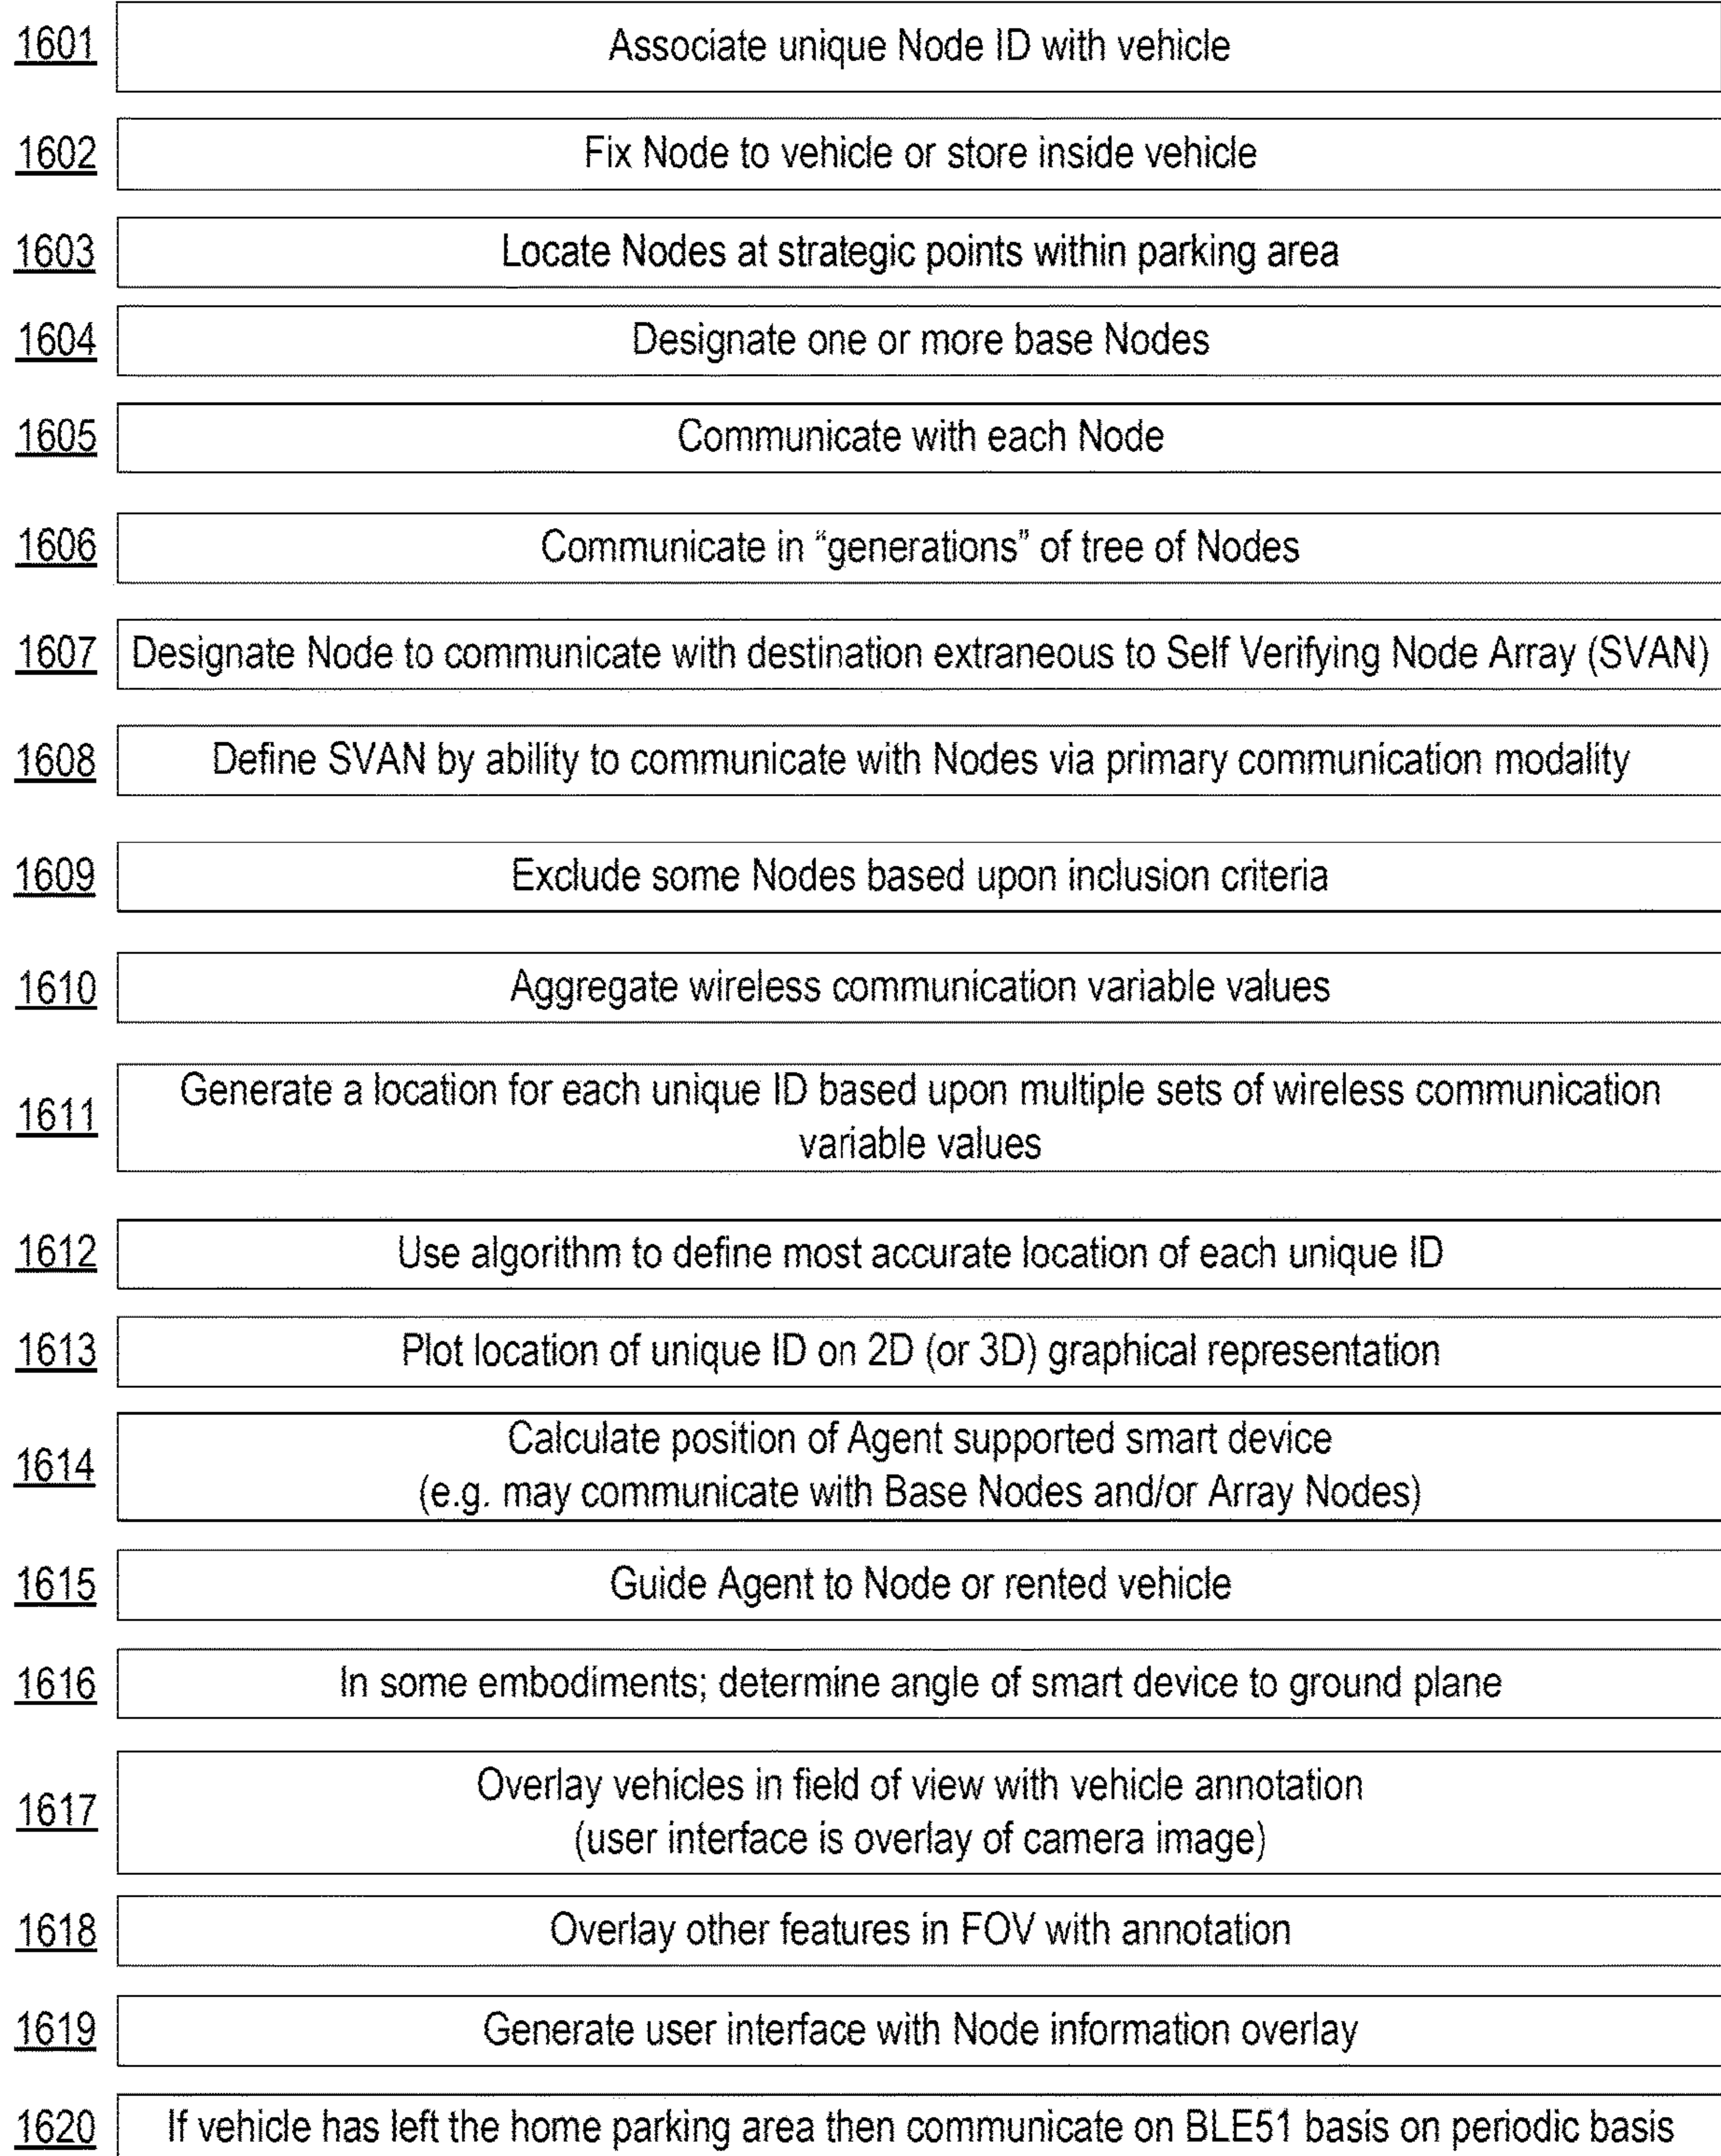 1601 Associate unique Node ID with vehicle
1602 Fix Node to vehicle or store inside vehicle
1603 Locate Nodes at strategic points within parking area
1604 Designate one or more base Nodes
1605 Communicate with each Node
1606 Communicate in “generations” of tree of Nodes
1607 Designate Node to communicate with destination extraneous to Self Verifying Node Array (SVAN)
1608 Define SVAN by ability to communicate with Nodes via primary communication modality
1609 Exclude some Nodes based upon inclusion criteria
1610 Aggregate wireless communication variable values
1611 Generate a location for each unique ID based upon multiple sets of wireless communication
variable values
1612 Use algorithm to define most accurate location of each unique ID
1613 Plot location of unique ID on 2D (or 3D) graphical representation
1614 Calculate position of Agent supported smart device
(e.g. may communicate with Base Nodes and/or Array Nodes)
1615 Guide Agent to Node or rented vehicle
1616 In some embodiments; determine angle of smart device to ground plane
1617 Overlay vehicles in field of view with vehicle annotation
(user interface is overlay of camera image)
1618 Overlay other features in FOV with annotation
1619 Generate user interface with Node information overlay
1620 If vehicle has left the home parking area then communicate on BLE51 basis on periodic basis